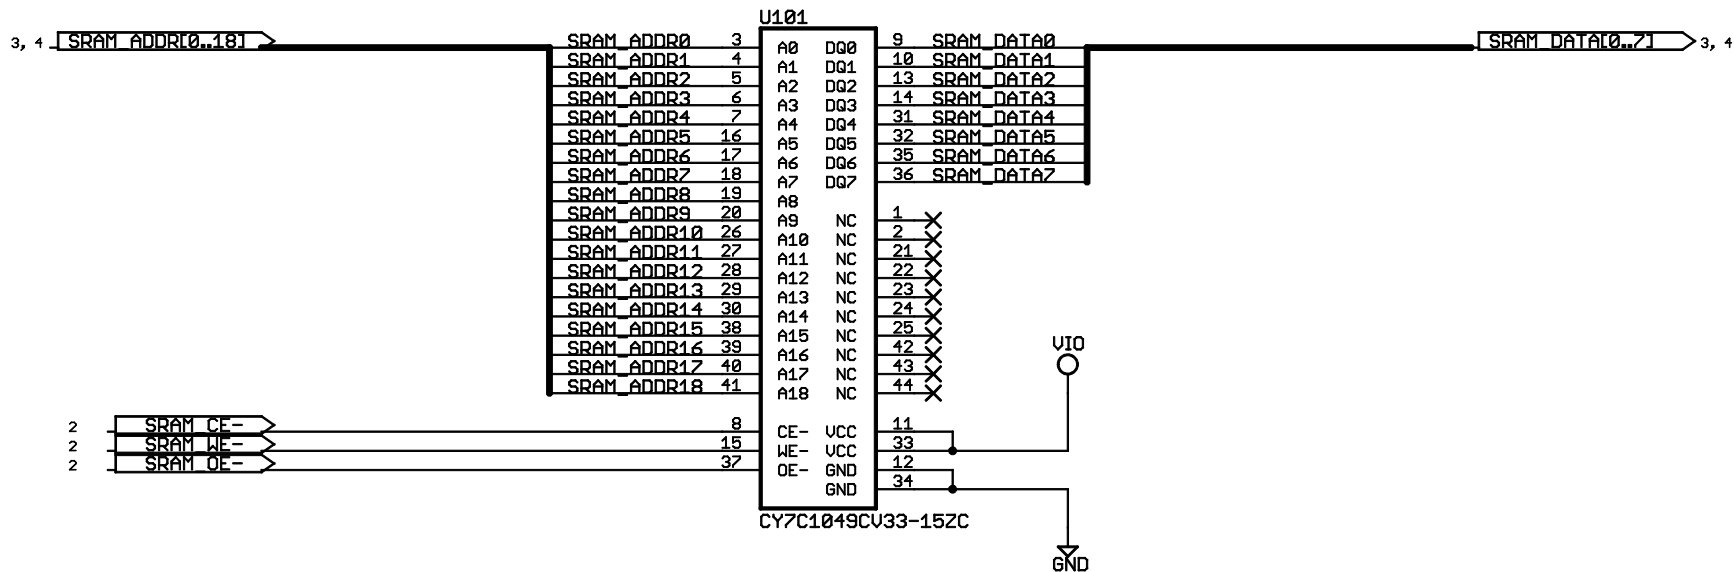 U101
3, 4 SRAM_ADDR[0..18] SRAM_ADDR0 3 A0 DQ0 9 SRAM_DATA0 SRAM_DATA[0..7] 3, 4
SRAM_ADDR1 4 A1 DQ1 10 SRAM_DATA1
SRAM_ADDR2 5 A2 DQ2 13 SRAM_DATA2
SRAM_ADDR3 6 A3 DQ3 14 SRAM_DATA3
SRAM_ADDR4 7 A4 DQ4 31 SRAM_DATA4
SRAM_ADDR5 16 A5 DQ5 32 SRAM_DATA5
SRAM_ADDR6 17 A6 DQ6 35 SRAM_DATA6
SRAM_ADDR7 18 A7 DQ7 36 SRAM_DATA7
SRAM_ADDR8 19 A8
SRAM_ADDR9 20 A9 NC 1
SRAM_ADDR10 26 A10 NC 2
SRAM_ADDR11 27 A11 NC 21
SRAM_ADDR12 28 A12 NC 22
SRAM_ADDR13 29 A13 NC 23
SRAM_ADDR14 30 A14 NC 24
SRAM_ADDR15 38 A15 NC 25
SRAM_ADDR16 39 A16 NC 42
VIO
SRAM_ADDR17 40 A17 NC 43
SRAM_ADDR18 41 A18 NC 44
2 SRAM_CE- 8 CE- VCC 11
2 SRAM_WE- 15 WE- VCC 33
2 SRAM_OE- 37 OE- GND 12
GND 34
CY7C1049CV33-15ZC
GND